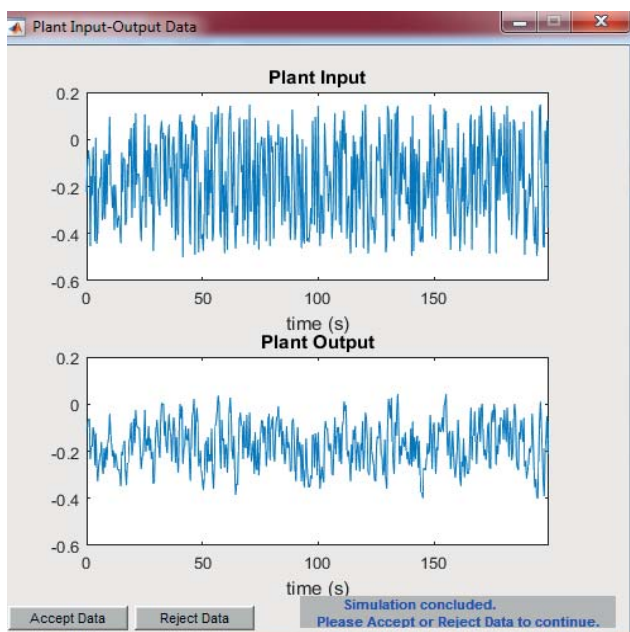 Plant Input-Output Data
Plant Input
0.2
0
-0.2
-0.4
-0.6
0 50 100 150
time (s)
Plant Output
0.2
0
-0.2
-0.4
-0.6
0 50 100 150
time (s)
Accept Data Reject Data
Simulation concluded.
Please Accept or Reject Data to continue.